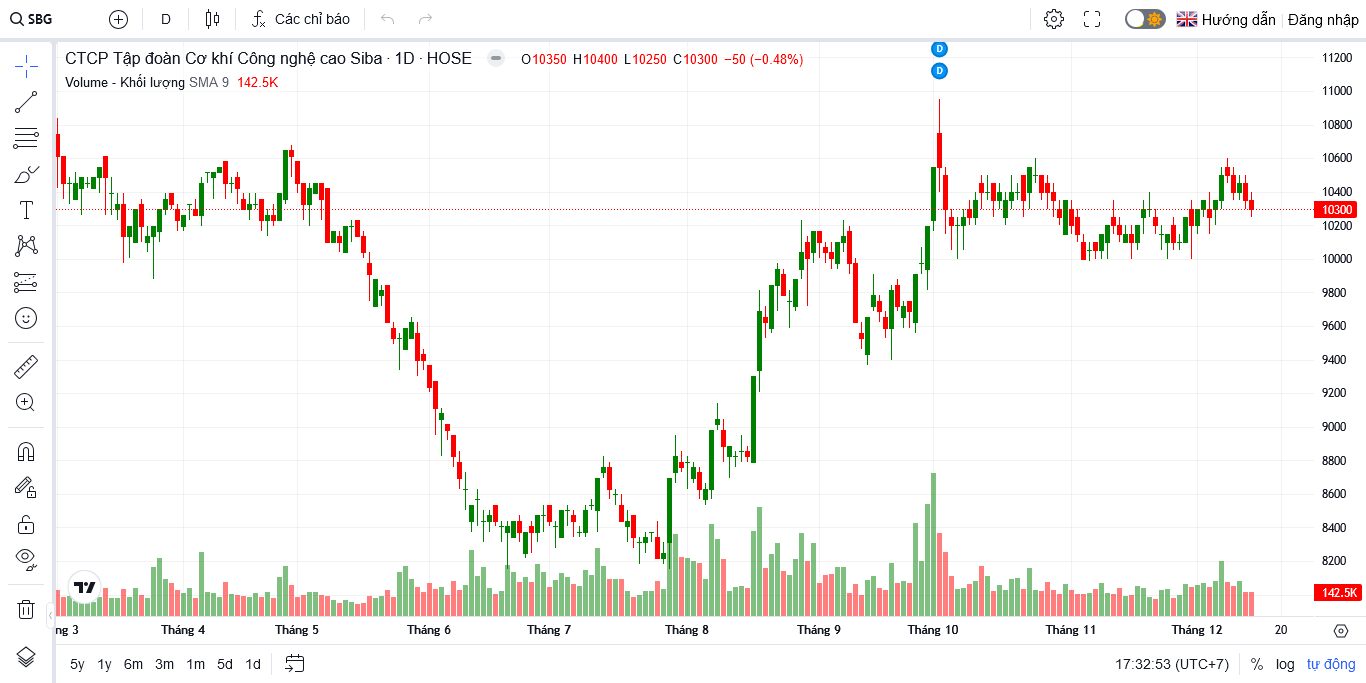 SBG D Các chỉ báo Hướng dẫn Đăng nhập
CTCP Tập đoàn Cơ khí Công nghệ cao Siba · 1D · HOSE O10350 H10400 L10250 C10300 −50 (−0.48%)
Volume - Khối lượng SMA 9 142.5K
D
D
11200
11000
10800
10600
10400
10300
10200
10000
9800
9600
9400
9200
9000
8800
8600
8400
8200
142.5K
T
ng 3 Tháng 4 Tháng 5 Tháng 6 Tháng 7 Tháng 8 Tháng 9 Tháng 10 Tháng 11 Tháng 12 20
5y 1y 6m 3m 1m 5d 1d 17:32:53 (UTC+7) % log tự động